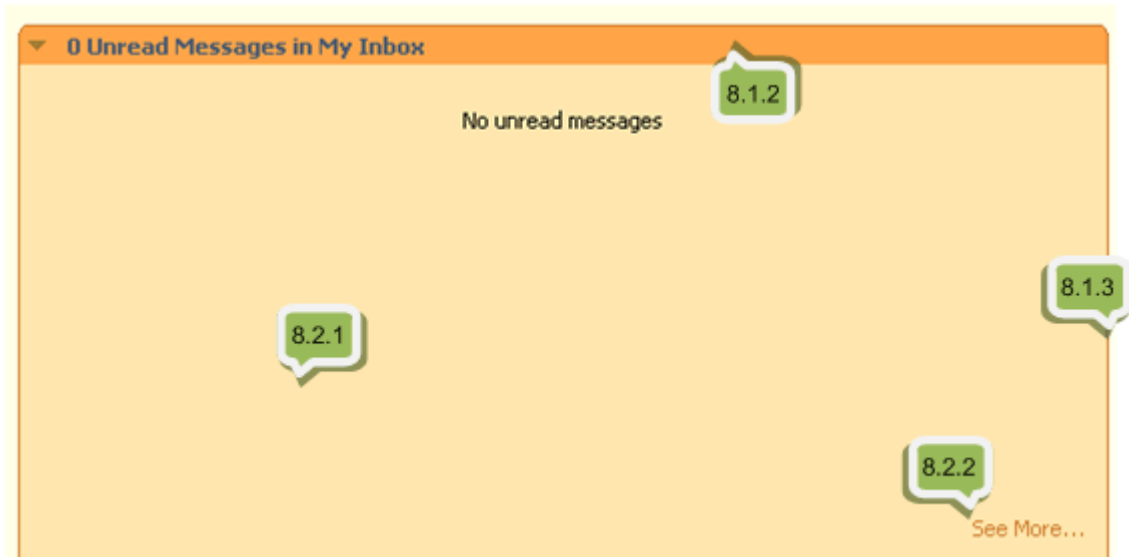 0 Unread Messages in My Inbox
8.1.2
No unread messages
8.1.3
8.2.1
8.2.2
See More...